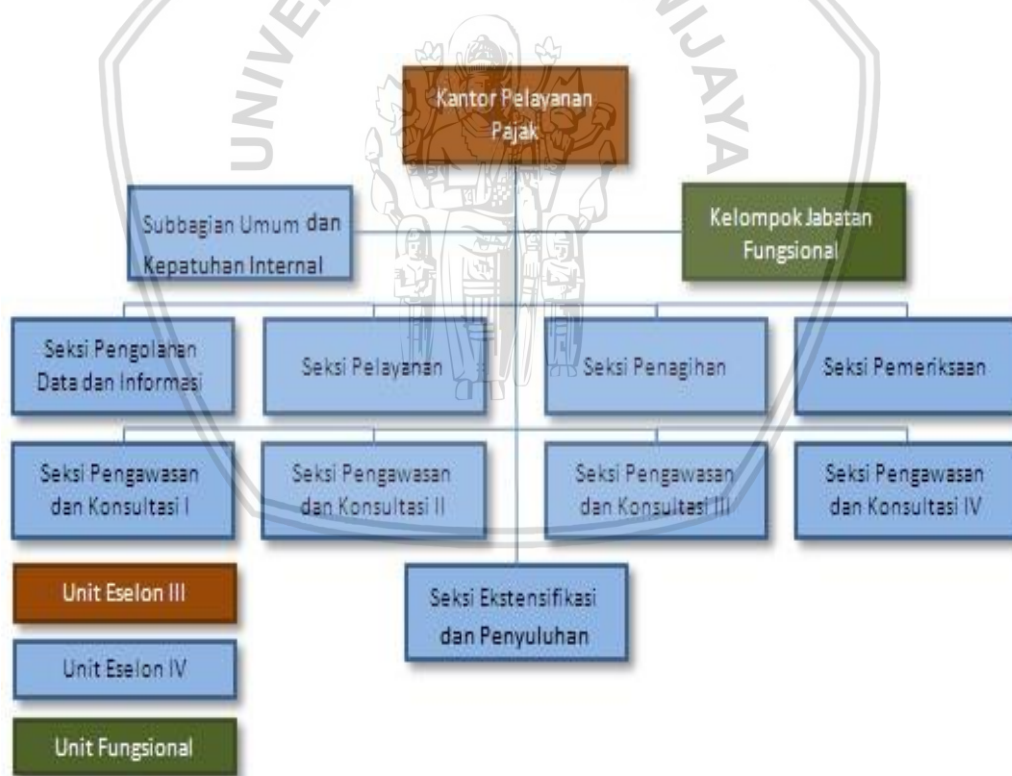 UNIVE
WIJAYA
Kantor Pelayanan
Pajak
Subbagian Umum dan
Kepatuhan Internal
Kelompok Jabatan
Fungsional
Seksi Pengolahan
Data dan Informasi
Seksi Pelayanan
Seksi Penagihan
Seksi Pemeriksaan
Seksi Pengawasan
dan Konsultasi I
Seksi Pengawasan
dan Konsultasi II
Seksi Pengawasan
dan Konsultasi III
Seksi Pengawasan
dan Konsultasi IV
Unit Eselon III
Seksi Ekstensifikasi
dan Penyuluhan
Unit Eselon IV
Unit Fungsional